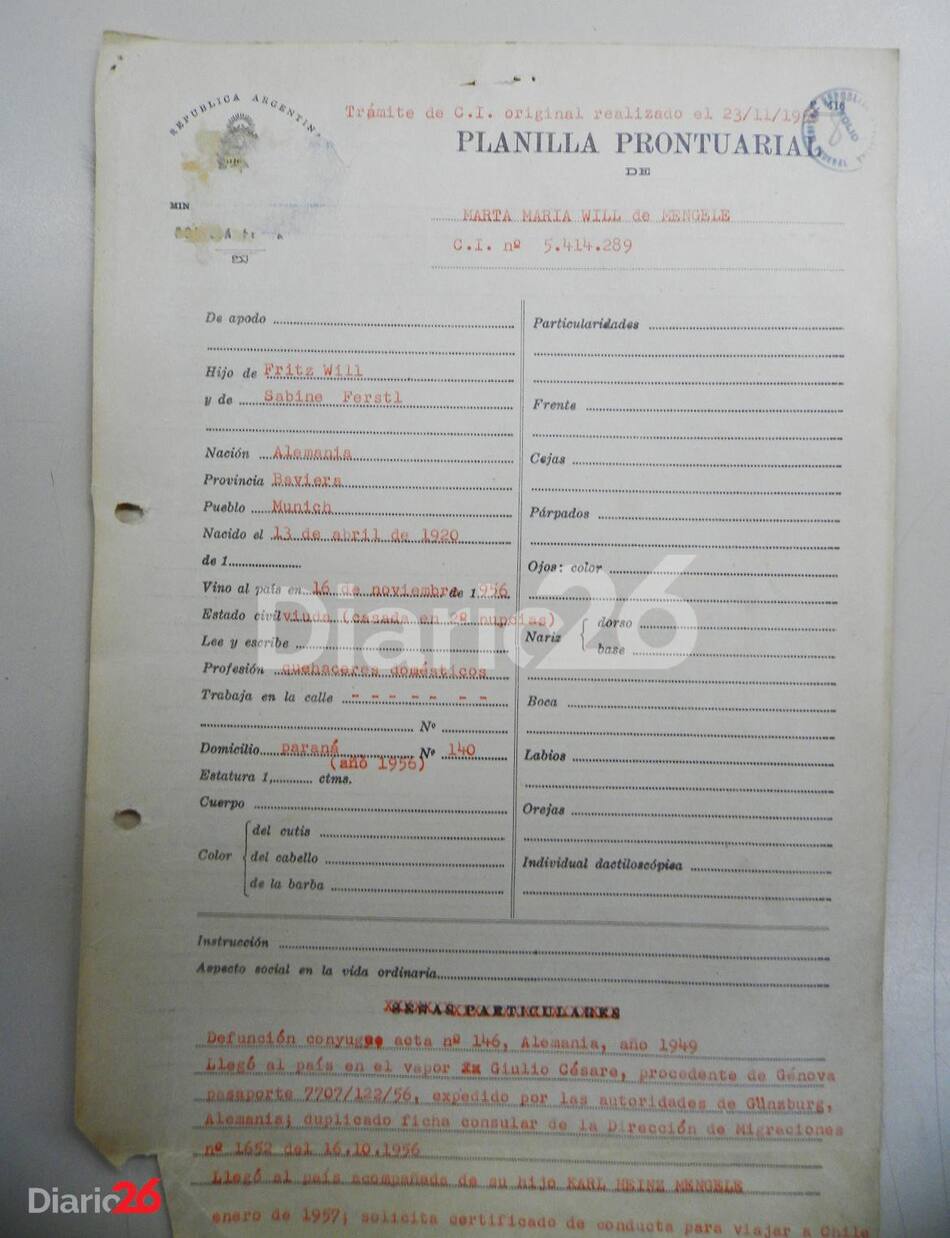 REPUBLICA ARGENTINA
Trámite de C.I. original realizado el 23/11/19
PLANILLA PRONTUARIAL
DE
MIN
MARTA MARIA WILL de MENGELE
C.I. nº 5.414.289
De apodo
Hijo de Fritz Will
y de Sabine Ferstl
Nación Alemania
Provincia Baviera
Pueblo Munich
Nacido el 13 de abril de 1920
de 1
Vino al país en 16 de noviembre de 1956
Estado civil viuda (casada en 2ª nupcias)
Lee y escribe
Profesión quehaceres domésticos
Trabaja en la calle - - - - - - -
Nº
Domicilio paraná Nº 140
(año 1956)
Estatura 1, ctms.
Cuerpo
Color
del cutis
del cabello
de la barba
Particularidades
Frente
Cejas
Párpados
Ojos: color
Nariz
dorso
base
Boca
Labios
Orejas
Individual dactiloscópica
Instrucción
Aspecto social en la vida ordinaria
SEÑAS PARTICULARES
Defunción conyuge acta nº 146, Alemania, año 1949
Llegó al país en el vapor Giulio Césare, procedente de Génova
pasaporte 7707/122/56, expedido por las autoridades de Günsburg,
Alemania; duplicado ficha consular de la Dirección de Migraciones
nº 1652 del 16.10.1956
Llegó al país acompañada de su hijo KARL HEINZ MENGELE
enero de 1957; solicita certificado de conducta para viajar a Chile
Diario26
Diario26